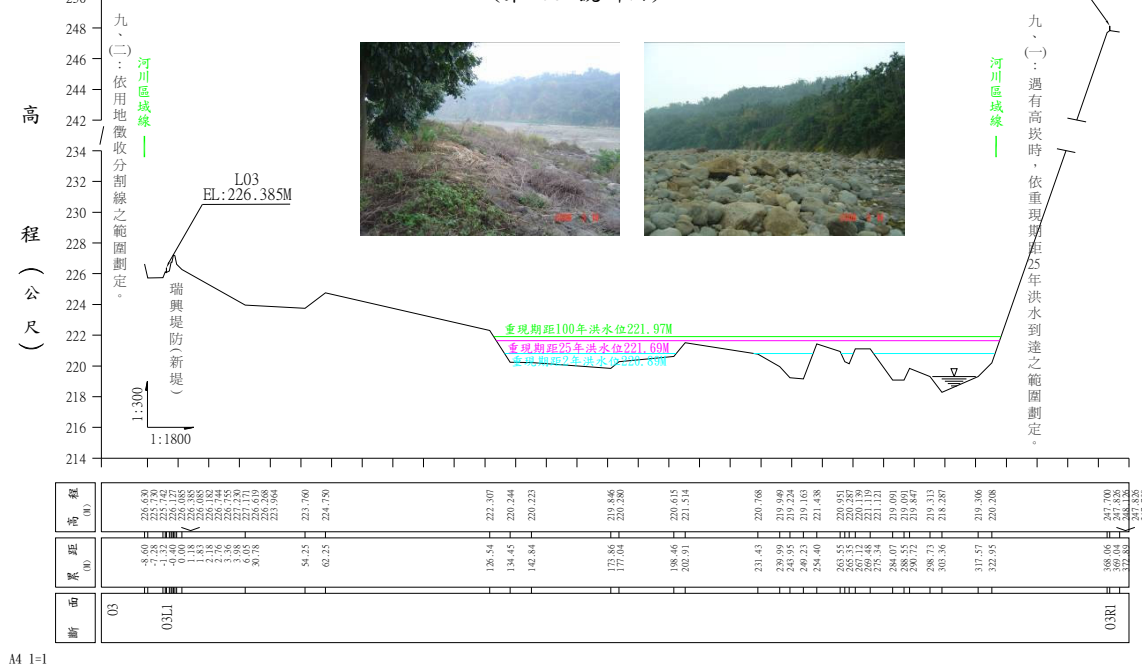 246
244
242
234
232
230
228
226
224
222
220
218
216
214
高
程
(公尺)
九、(二)：依用地徵收分割線之範圍劃定。
河川區域線
L03
EL:226.385M
瑞興堤防(新堤)
1:300
1:1800
重現期距100年洪水位221.97M
重現期距25年洪水位221.69M
河川區域線
九、(一)：遇有高崁時，依重現期距25年洪水到達之範圍劃定。
高程(M)
226.630 225.730 225.742 226.127 226.085 226.385 226.085 226.182 226.144 226.755 227.230 227.171 226.619 226.268 223.964 223.760 224.750 222.307 220.244 220.223 219.846 220.280 220.615 221.514 220.768 219.949 219.224 219.163 221.438 220.951 220.287 220.139 221.119 221.121 219.091 219.091 219.847 219.313 218.287 219.306 220.208 247.700 247.826 248.126 247.826
累距(M)
-8.60 -7.28 -1.32 -0.40 0.00 1.18 1.83 2.18 2.76 3.36 3.98 6.05 30.78 54.25 62.25 126.54 134.45 142.84 173.86 177.04 198.46 202.91 231.43 239.99 243.95 249.23 254.40 263.55 265.35 267.12 269.48 275.34 284.07 288.55 290.72 298.73 303.36 317.57 322.95 368.06 369.04 372.89
斷面
03
03L1
03R1
A4 1=1